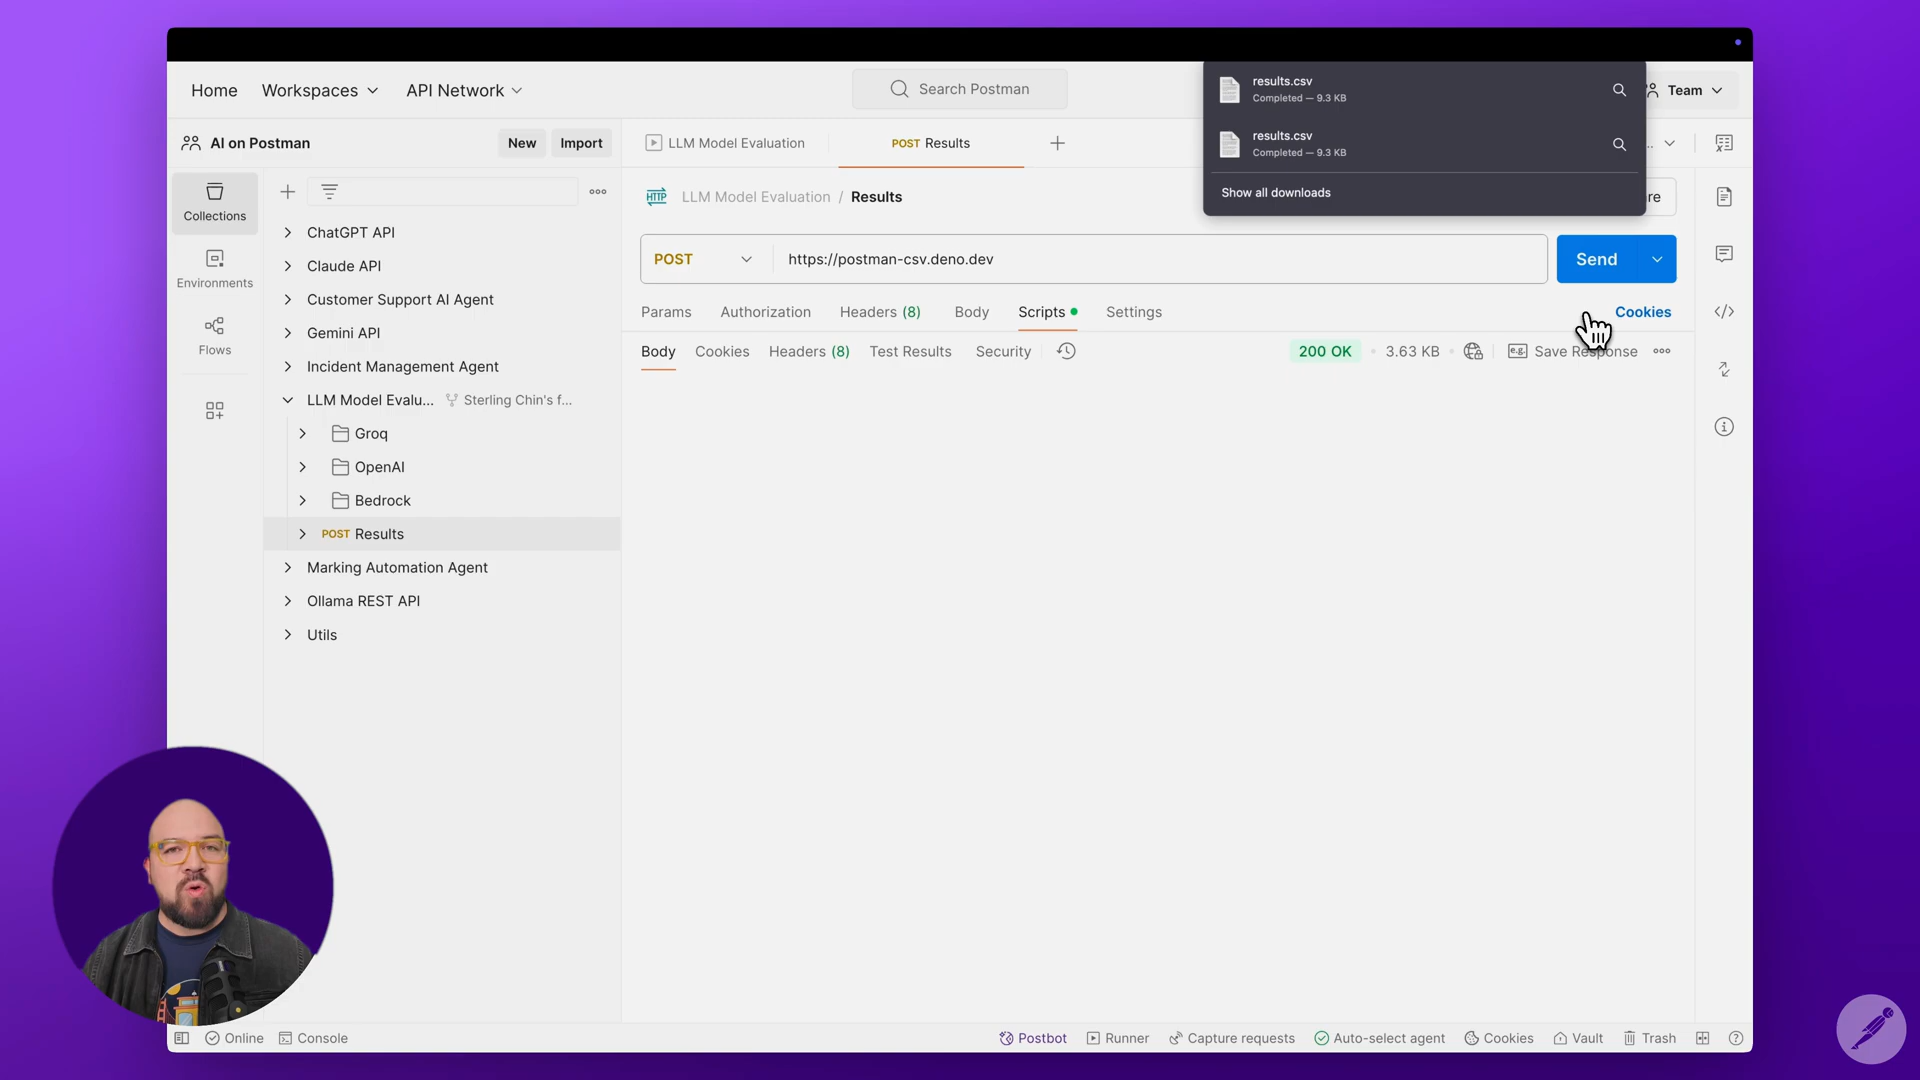 Home Workspaces API Network Search Postman Team
results.csv
Completed — 9.3 KB
results.csv
Completed — 9.3 KB
Show all downloads
AI on Postman New Import
LLM Model Evaluation POST Results
Collections
Environments
Flows
ChatGPT API
Claude API
Customer Support AI Agent
Gemini API
Incident Management Agent
LLM Model Evalu... Sterling Chin's f...
Groq
OpenAI
Bedrock
POST Results
Marking Automation Agent
Ollama REST API
Utils
HTTP LLM Model Evaluation / Results re
POST https://postman-csv.deno.dev Send
Params Authorization Headers (8) Body Scripts Settings Cookies
Body Cookies Headers (8) Test Results Security 200 OK 3.63 KB e.g. Save Response
Online Console Postbot Runner Capture requests Auto-select agent Cookies Vault Trash